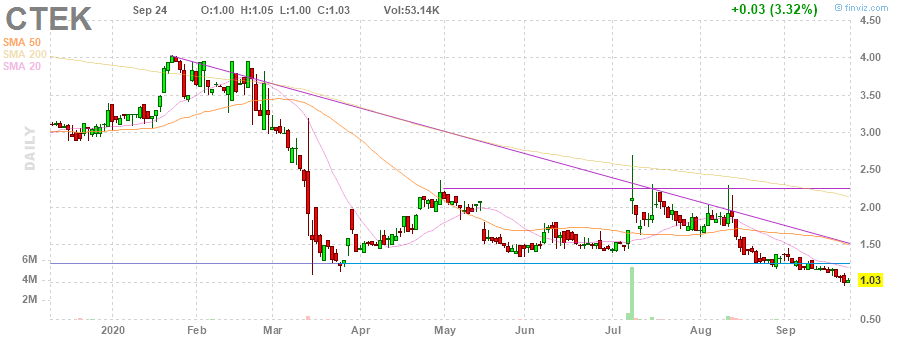 CTEK Sep 24 O:1.00 H:1.05 L:1.00 C:1.03 Vol:53.14K +0.03 (3.32%) finviz.com
SMA 50
SMA 200
SMA 20
DAILY
4.50
4.00
3.50
3.00
2.50
2.00
1.50
1.03
0.50
6M
4M
2M
2020 Feb Mar Apr May Jun Jul Aug Sep